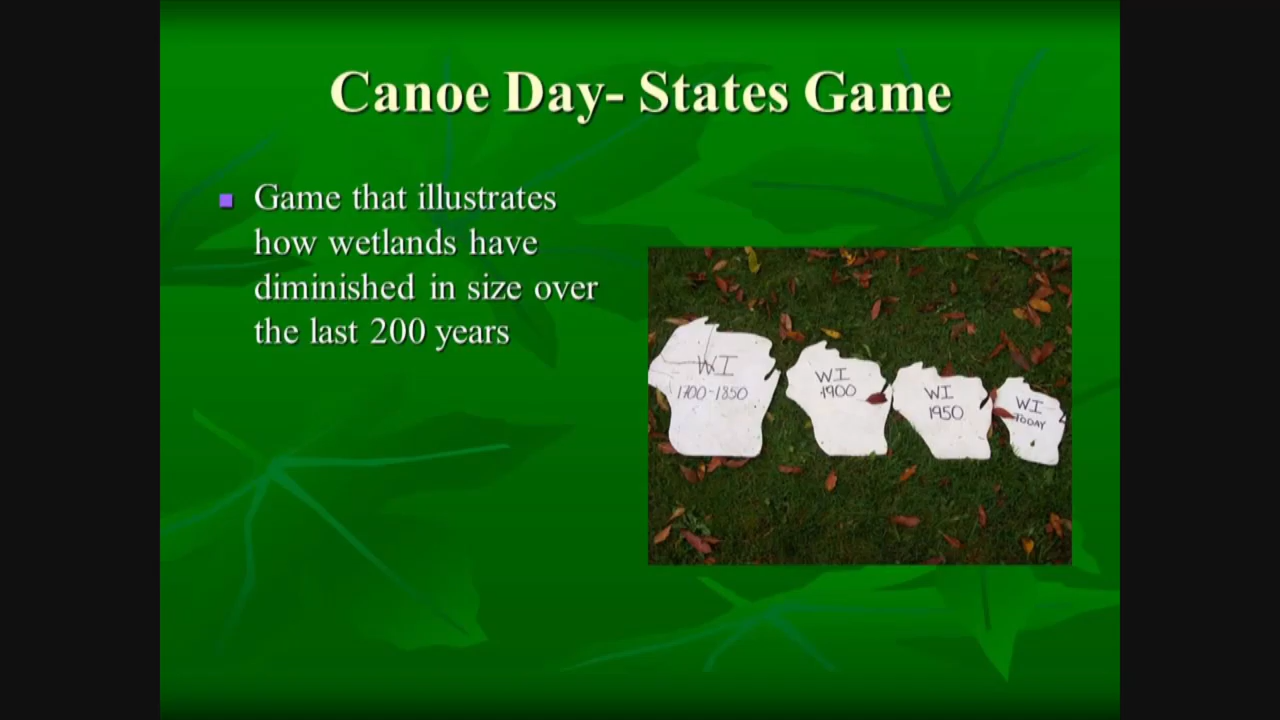 Canoe Day- States Game
Game that illustrates
how wetlands have
diminished in size over
the last 200 years
WI
1700-1850
WI
1900
WI
1950
WI
TODAY